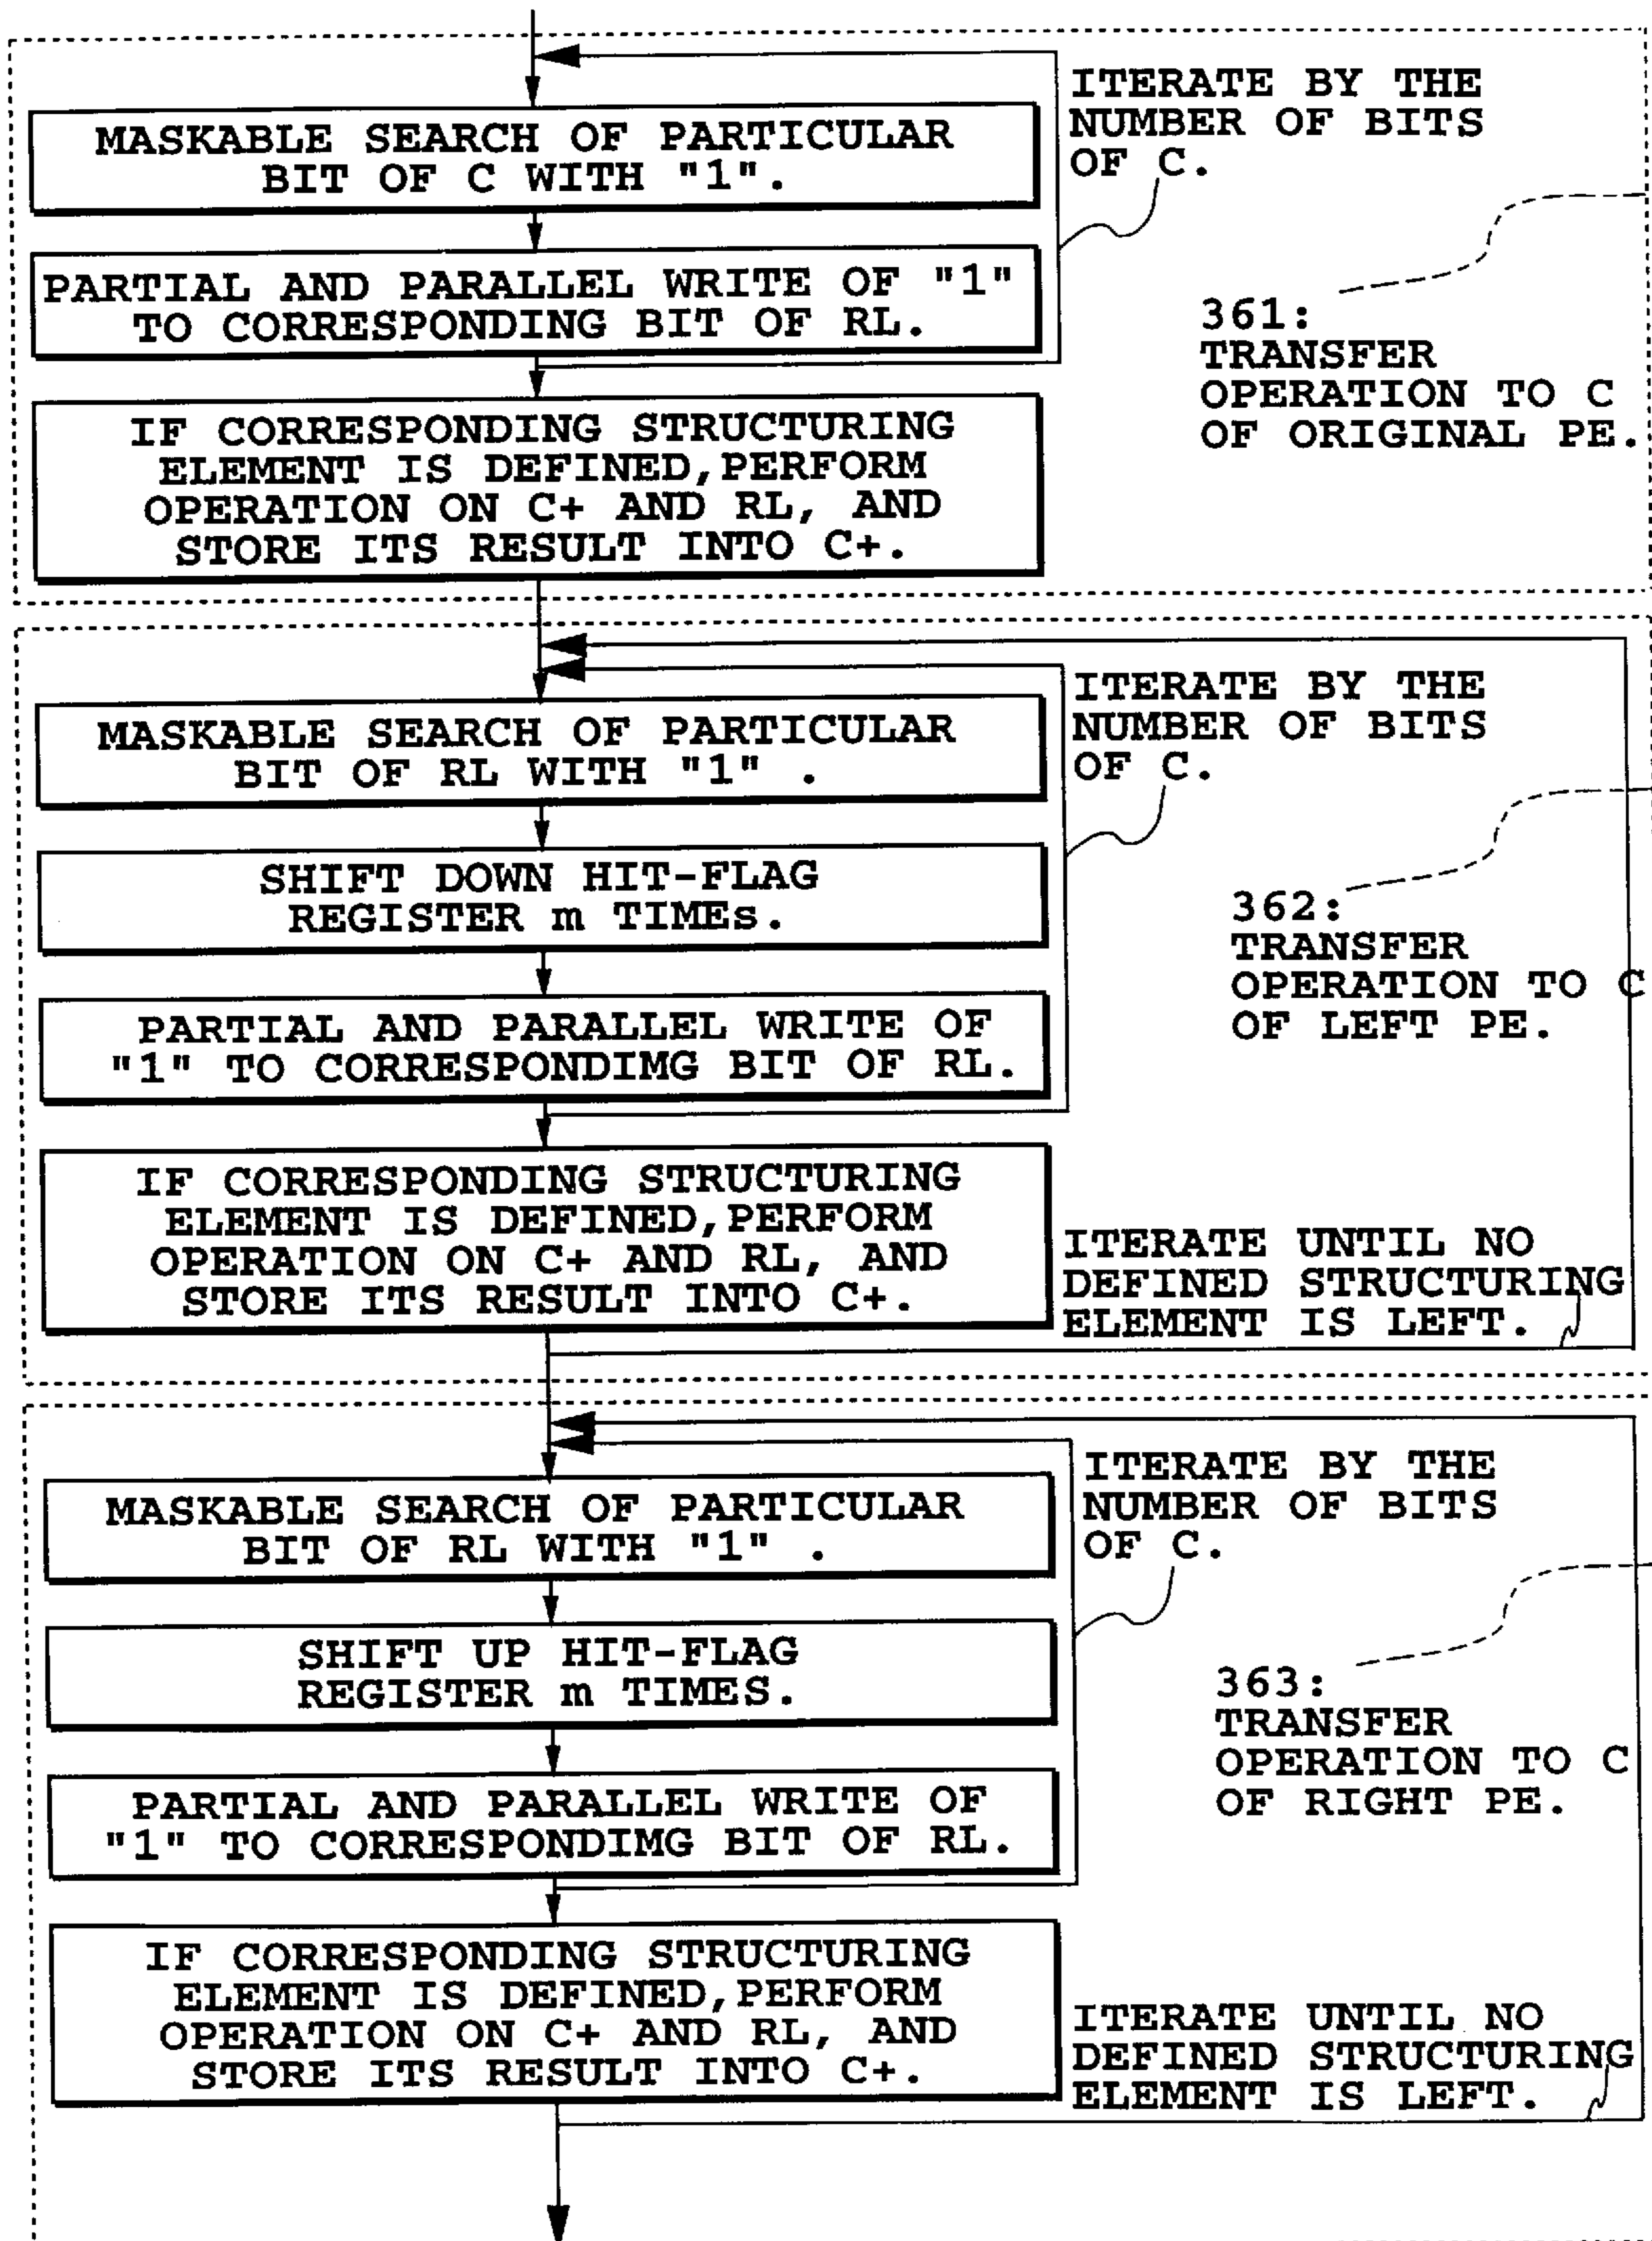 ITERATE BY THE
NUMBER OF BITS
OF C.
MASKABLE SEARCH OF PARTICULAR
BIT OF C WITH "1".
PARTIAL AND PARALLEL WRITE OF "1"
TO CORRESPONDING BIT OF RL.
361:
TRANSFER
OPERATION TO C
OF ORIGINAL PE.
IF CORRESPONDING STRUCTURING
ELEMENT IS DEFINED,PERFORM
OPERATION ON C+ AND RL, AND
STORE ITS RESULT INTO C+.
ITERATE BY THE
NUMBER OF BITS
OF C.
MASKABLE SEARCH OF PARTICULAR
BIT OF RL WITH "1" .
SHIFT DOWN HIT-FLAG
REGISTER m TIMEs.
362:
TRANSFER
OPERATION TO C
OF LEFT PE.
PARTIAL AND PARALLEL WRITE OF
"1" TO CORRESPONDIMG BIT OF RL.
IF CORRESPONDING STRUCTURING
ELEMENT IS DEFINED,PERFORM
OPERATION ON C+ AND RL, AND
STORE ITS RESULT INTO C+.
ITERATE UNTIL NO
DEFINED STRUCTURING
ELEMENT IS LEFT.
ITERATE BY THE
NUMBER OF BITS
OF C.
MASKABLE SEARCH OF PARTICULAR
BIT OF RL WITH "1" .
SHIFT UP HIT-FLAG
REGISTER m TIMES.
363:
TRANSFER
OPERATION TO C
OF RIGHT PE.
PARTIAL AND PARALLEL WRITE OF
"1" TO CORRESPONDIMG BIT OF RL.
IF CORRESPONDING STRUCTURING
ELEMENT IS DEFINED,PERFORM
OPERATION ON C+ AND RL, AND
STORE ITS RESULT INTO C+.
ITERATE UNTIL NO
DEFINED STRUCTURING
ELEMENT IS LEFT.